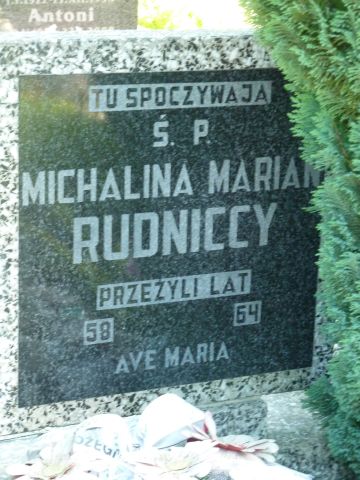 Antoni
TU SPOCZYWAJĄ
Ś. P.
MICHALINA MARIAN
RUDNICCY
PRZEŻYLI LAT
58 64
AVE MARIA